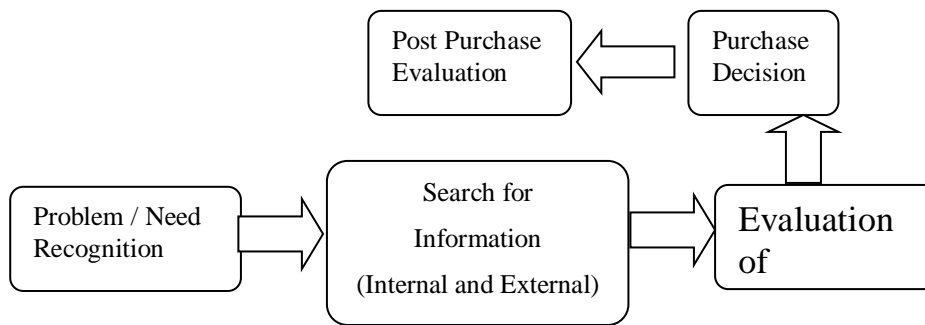 Problem / Need
Recognition
Search for
Information
(Internal and External)
Evaluation
of
Purchase
Decision
Post Purchase
Evaluation